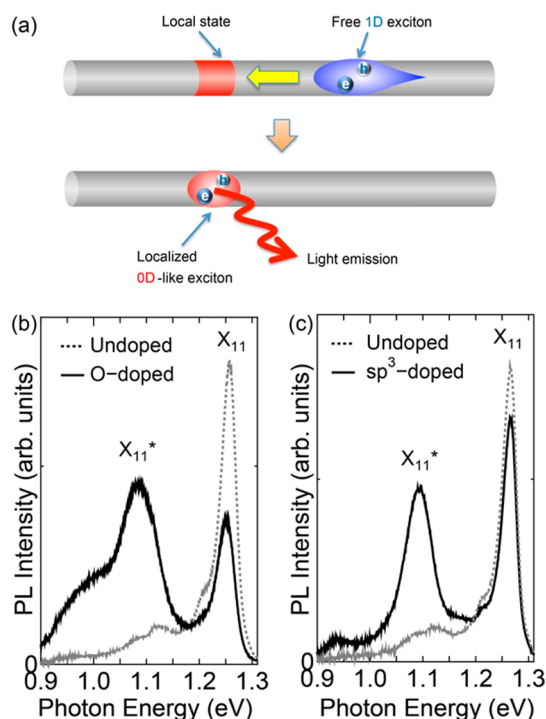 (a)
Local state
Free 1D exciton
h
e
h
e
Localized
0D-like exciton
Light emission
(b)
Undoped
O-doped
X11
X11*
PL Intensity (arb. units)
0
0.9 1.0 1.1 1.2 1.3
Photon Energy (eV)
(c)
Undoped
sp³-doped
X11
X11*
PL Intensity (arb. units)
0
0.9 1.0 1.1 1.2 1.3
Photon Energy (eV)